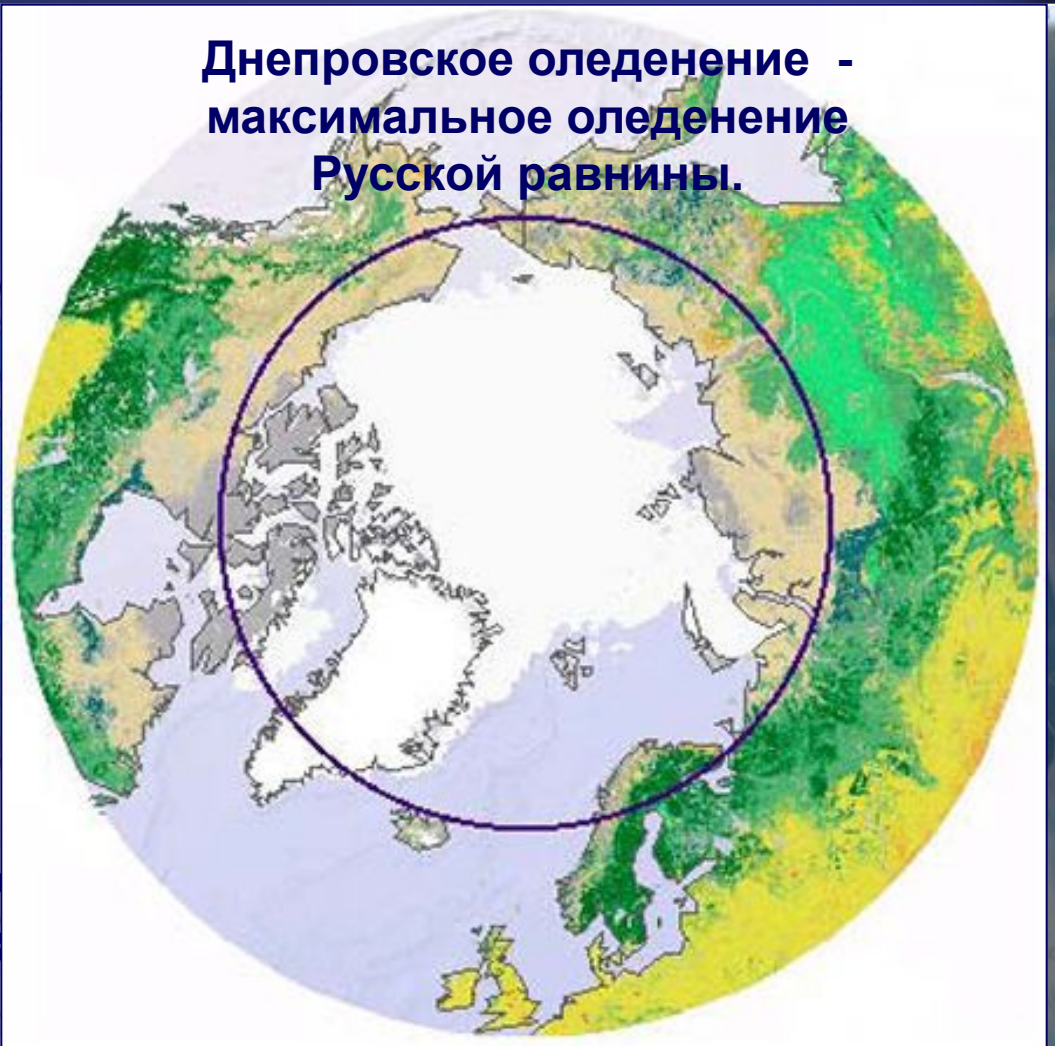 Днепровское оледенение -
максимальное оледенение
Русской равнины.